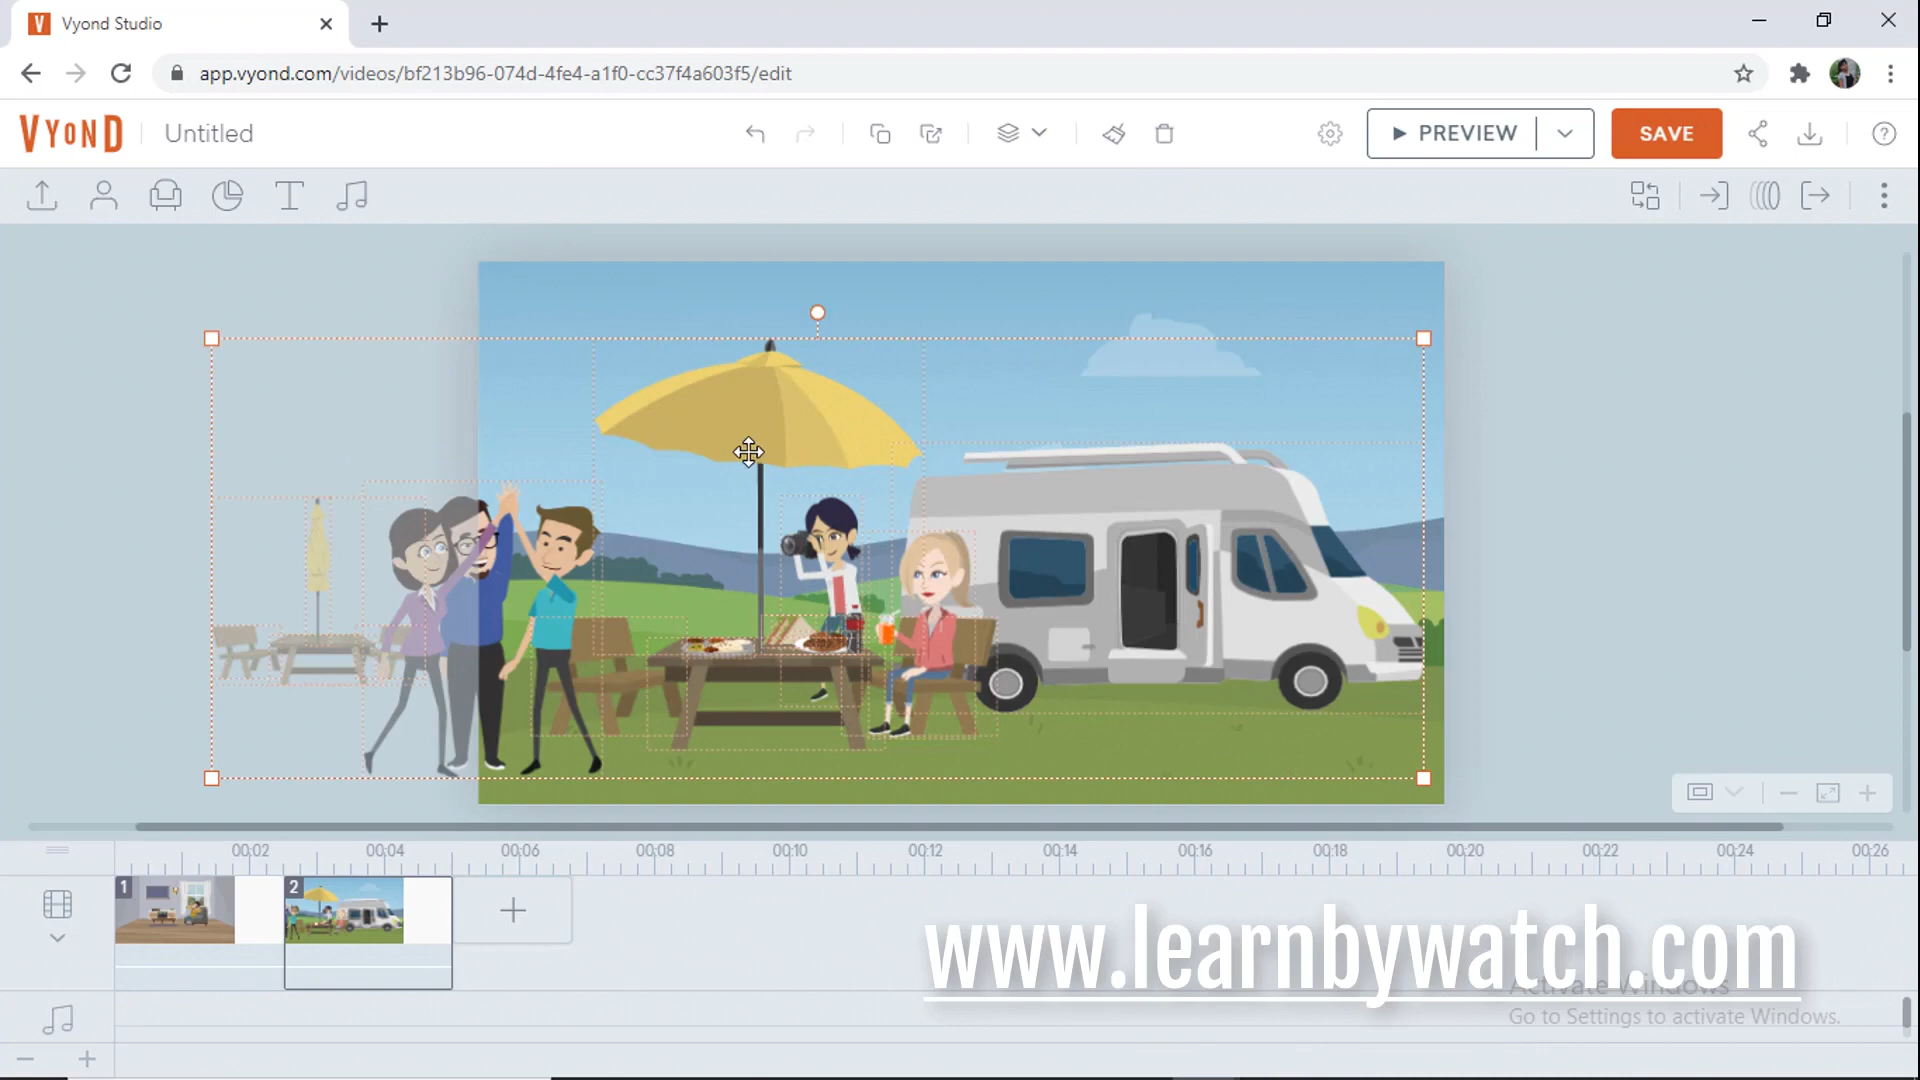 Vyond Studio
app.vyond.com/videos/bf213b96-074d-4fe4-a1f0-cc37f4a603f5/edit
VYOND
Untitled
PREVIEW
SAVE
00:02
00:04
00:06
00:08
00:10
00:12
00:14
00:16
00:18
00:20
00:22
00:24
00:26
1
2
www.learnbywatch.com
Activate Windows
Go to Settings to activate Windows.